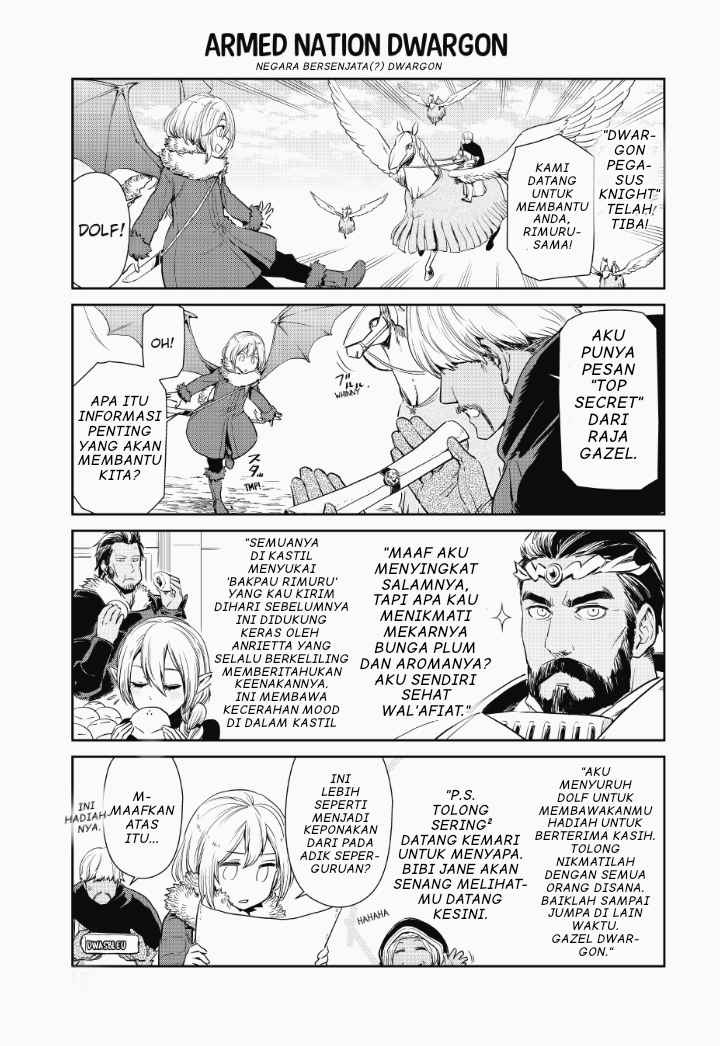 ARMED NATION DWARGON
NEGARA BERSENJATA(?) DWARGON
"DWAR-
GON
PEGA-
SUS
KNIGHT"
TELAH
TIBA!
KAMI
DATANG
UNTUK
MEMBANTU
ANDA,
RIMURU-
SAMA!
DOLF!
AKU
PUNYA
PESAN
"TOP
SECRET"
DARI
RAJA
GAZEL.
ブルル
WHINNY
OH!
APA ITU
INFORMASI
PENTING
YANG AKAN
MEMBANTU
KITA?
スタ
TMP!
"MAAF AKU
MENYINGKAT
SALAMNYA,
TAPI APA KAU
MENIKMATI
MEKARNYA
BUNGA PLUM
DAN AROMANYA?
AKU SENDIRI
SEHAT
WAL'AFIAT."
"SEMUANYA
DI KASTIL
MENYUKAI
'BAKPAU RIMURU'
YANG KAU KIRIM
DIHARI SEBELUMNYA
INI DIDUKUNG
KERAS OLEH
ANRIETTA YANG
SELALU BERKELILING
MEMBERITAHUKAN
KEENAKANNYA.
INI MEMBAWA
KECERAHAN MOOD
DI DALAM KASTIL
"AKU
MENYURUH
DOLF UNTUK
MEMBAWAKANMU
HADIAH UNTUK
BERTERIMA KASIH.
TOLONG
NIKMATILAH
DENGAN SEMUA
ORANG DISANA.
BAIKLAH SAMPAI
JUMPA DI LAIN
WAKTU.
GAZEL DWAR-
GON."
"P.S.
TOLONG
SERING²
DATANG KEMARI
UNTUK MENYAPA.
BIBI JANE AKAN
SENANG MELIHAT-
MU DATANG
KESINI.
HAHAHA
INI
LEBIH
SEPERTI
MENJADI
KEPONAKAN
DARI PADA
ADIK SEPER-
GURUAN?
M-
MAAFKAN
ATAS
ITU...
INI
HADIAH-
NYA.